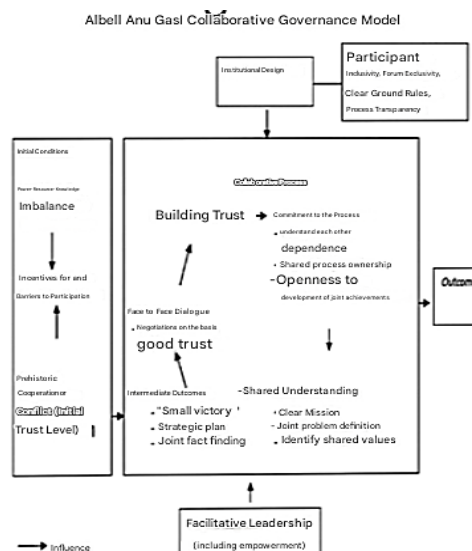 Albell Anu Gasl Collaborative Governance Model
Institutional Design
Participant
Inclusivity, Forum Exclusivity,
Clear Ground Rules,
Process Transparency
Initial Conditions
Power Resource Knowledge
Imbalance
Incentives for and
Barriers to Participation
Prehistoric
Cooperationor
Conflict (Initial
Trust Level)
Collaborative Process
Building Trust
Commitment to the Process
• understand each other
dependence
• Shared process ownership
-Openness to
development of joint achievements
Face to Face Dialogue
• Negotiations on the basis
good trust
Intermediate Outcomes
• "Small victory '
• Strategic plan
• Joint fact finding
-Shared Understanding
• Clear Mission
- Joint problem definition
• Identify shared values
Outcom
Facilitative Leadership
(including empowerment)
Influence